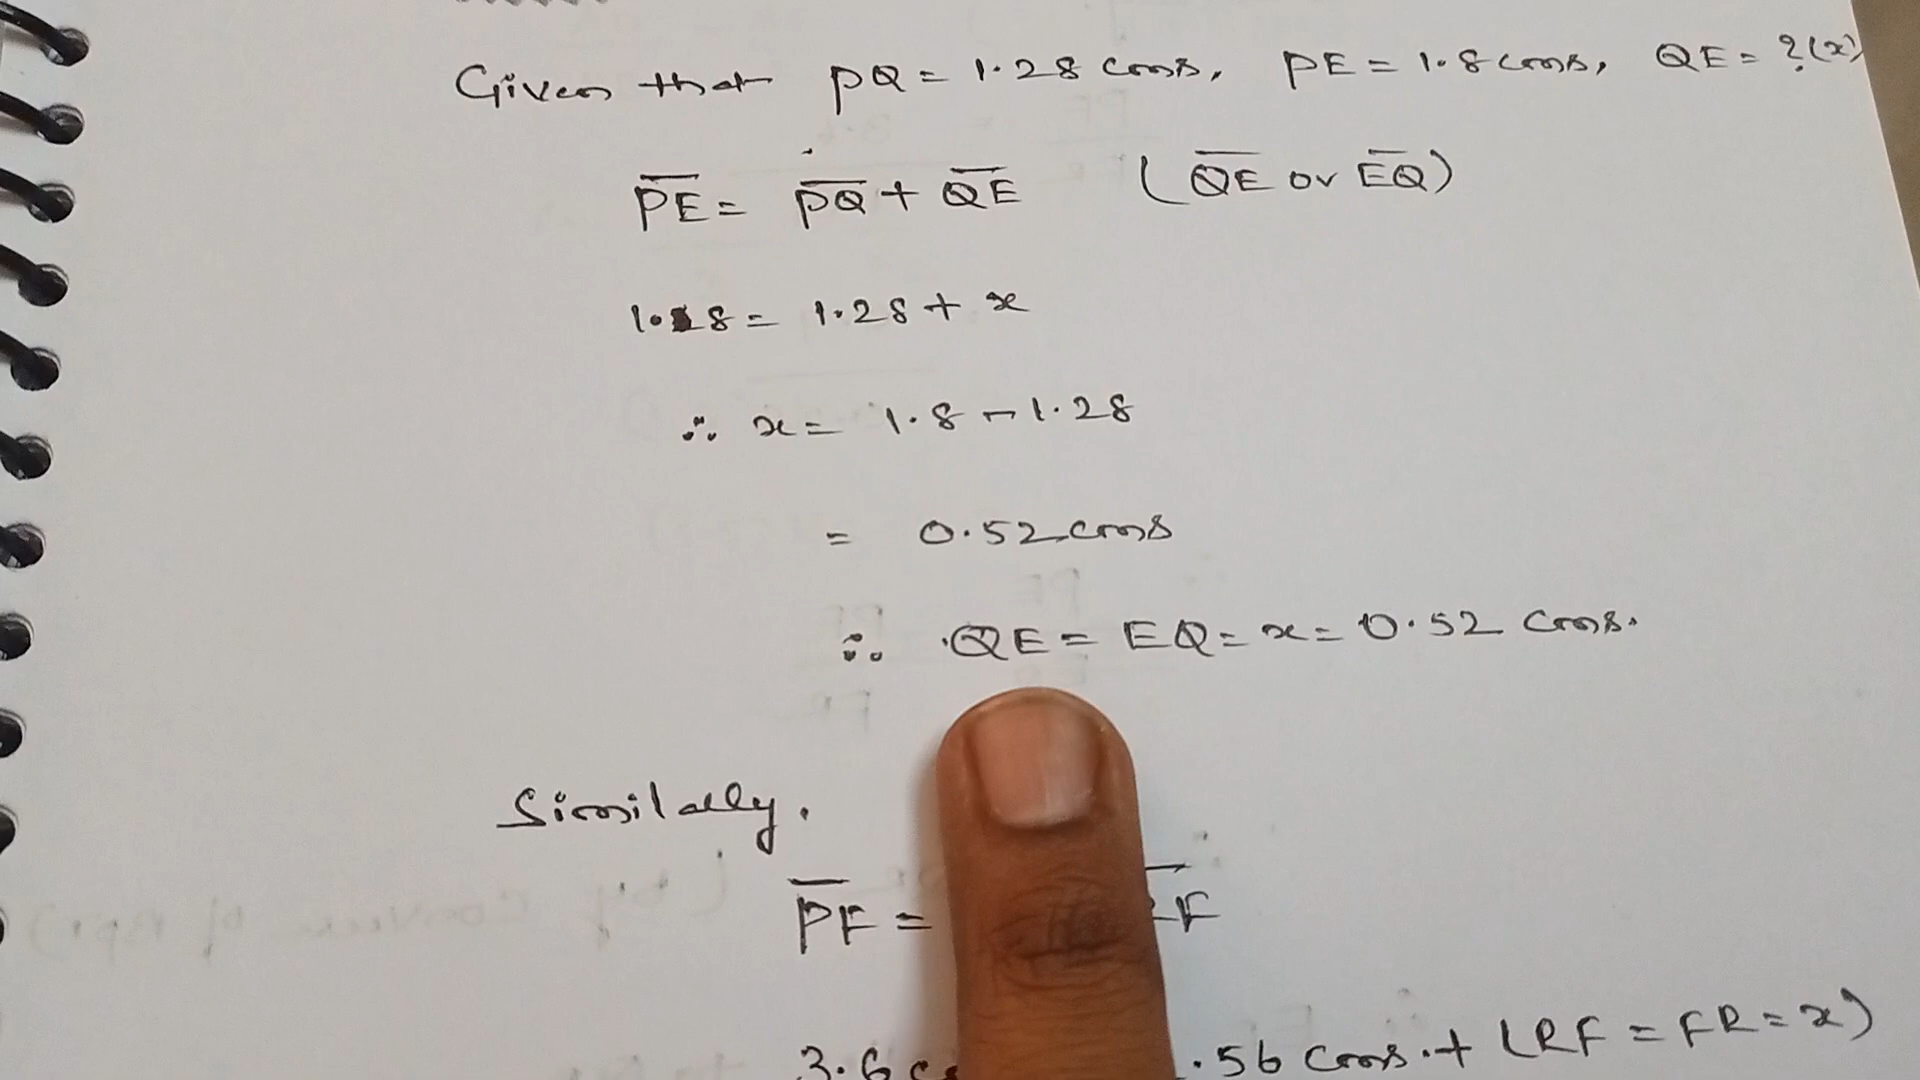 Given that PQ = 1.28 cms, PE = 1.8 cms, QE = ? (x)
PE = PQ + QE (QE or EQ)
1.8 = 1.28 + x
∴ x = 1.8 - 1.28
= 0.52 cms
∴ QE = EQ = x = 0.52 cms.
Similarly.
PF = F
3.6 .56 cms. + (RF = FR = x)